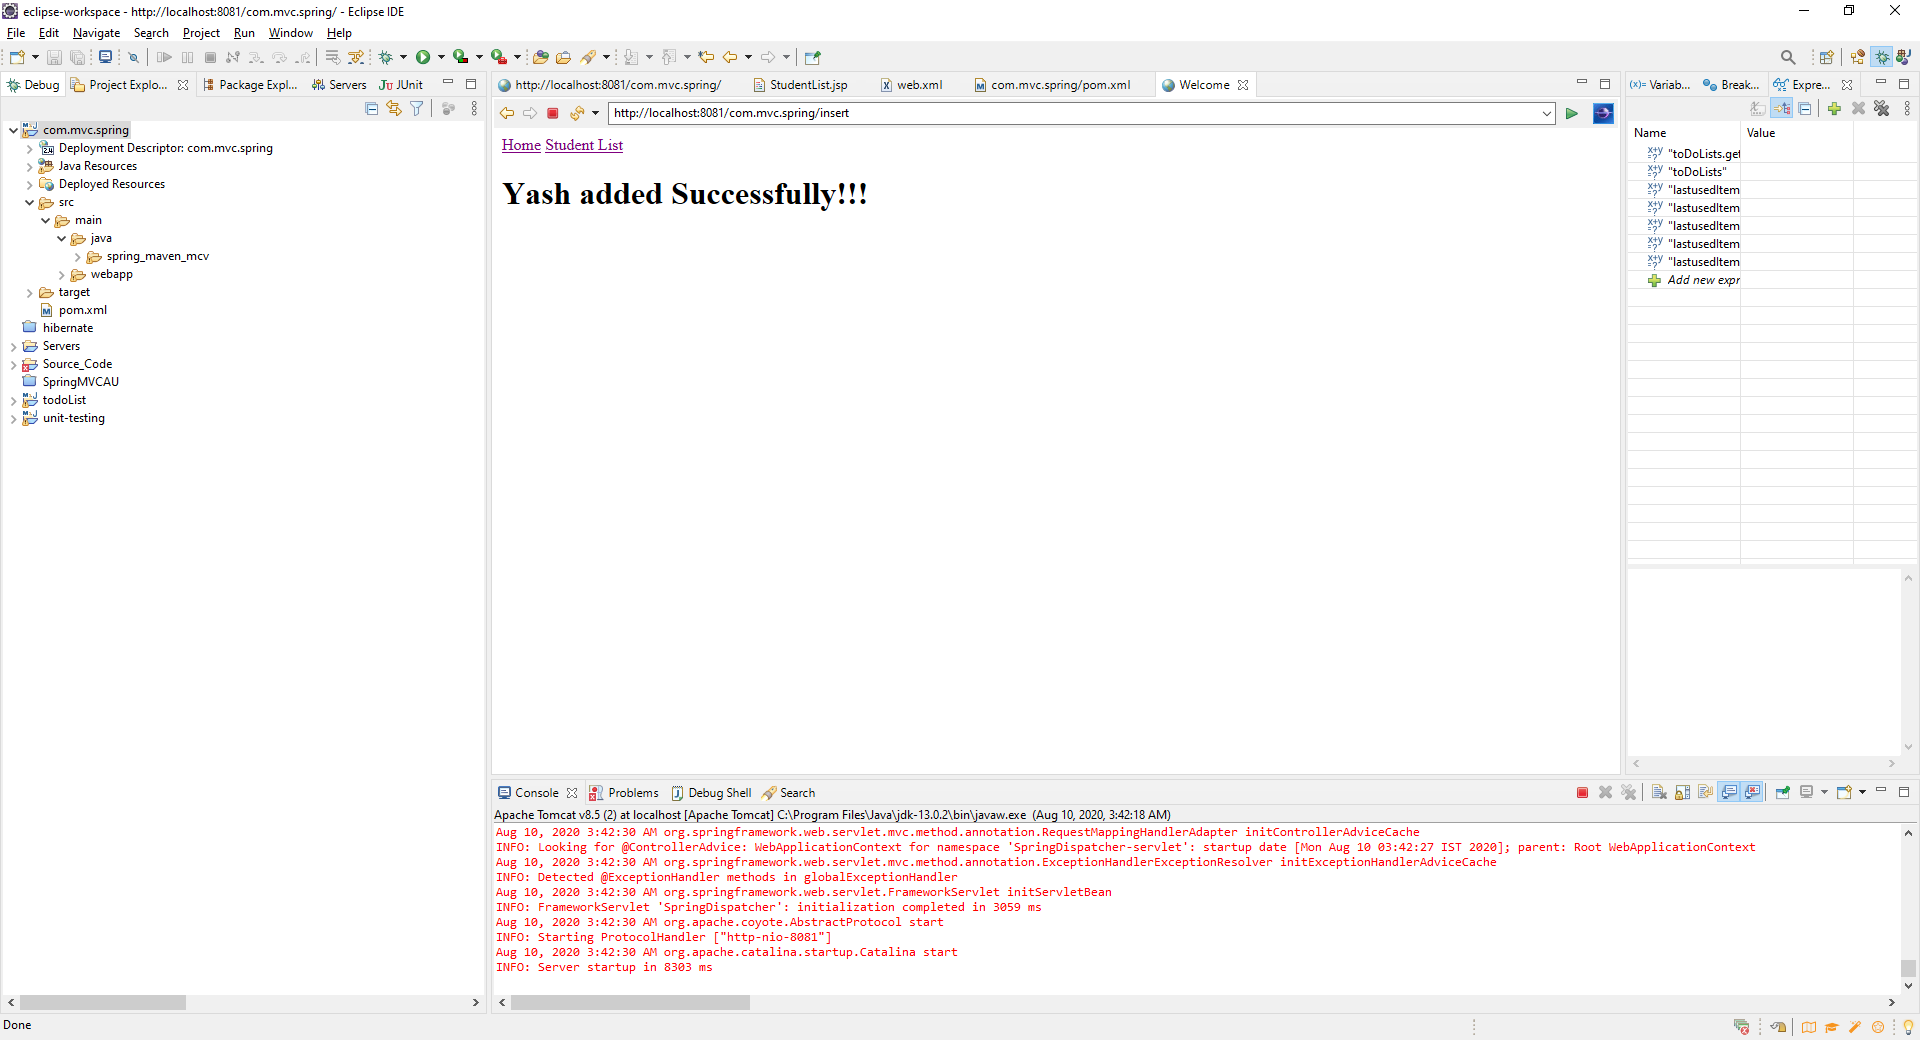 eclipse-workspace - http://localhost:8081/com.mvc.spring/ - Eclipse IDE
File Edit Navigate Search Project Run Window Help
Debug Project Explo... Package Expl... Servers JUnit
com.mvc.spring
Deployment Descriptor: com.mvc.spring
Java Resources
Deployed Resources
src
main
java
spring_maven_mcv
webapp
target
pom.xml
hibernate
Servers
Source_Code
SpringMVCAU
todoList
unit-testing
http://localhost:8081/com.mvc.spring/ StudentList.jsp web.xml com.mvc.spring/pom.xml Welcome
http://localhost:8081/com.mvc.spring/insert
Home Student List
Yash added Successfully!!!
Variab... Break... Expre...
Name Value
"toDoLists.get
"toDoLists"
"lastusedItem
"lastusedItem
"lastusedItem
"lastusedItem
"lastusedItem
Add new expr
Console Problems Debug Shell Search
Apache Tomcat v8.5 (2) at localhost [Apache Tomcat] C:\Program Files\Java\jdk-13.0.2\bin\javaw.exe (Aug 10, 2020, 3:42:18 AM)
Aug 10, 2020 3:42:30 AM org.springframework.web.servlet.mvc.method.annotation.RequestMappingHandlerAdapter initControllerAdviceCache
INFO: Looking for @ControllerAdvice: WebApplicationContext for namespace 'SpringDispatcher-servlet': startup date [Mon Aug 10 03:42:27 IST 2020]; parent: Root WebApplicationContext
Aug 10, 2020 3:42:30 AM org.springframework.web.servlet.mvc.method.annotation.ExceptionHandlerExceptionResolver initExceptionHandlerAdviceCache
INFO: Detected @ExceptionHandler methods in globalExceptionHandler
Aug 10, 2020 3:42:30 AM org.springframework.web.servlet.FrameworkServlet initServletBean
INFO: FrameworkServlet 'SpringDispatcher': initialization completed in 3059 ms
Aug 10, 2020 3:42:30 AM org.apache.coyote.AbstractProtocol start
INFO: Starting ProtocolHandler ["http-nio-8081"]
Aug 10, 2020 3:42:30 AM org.apache.catalina.startup.Catalina start
INFO: Server startup in 8303 ms
Done